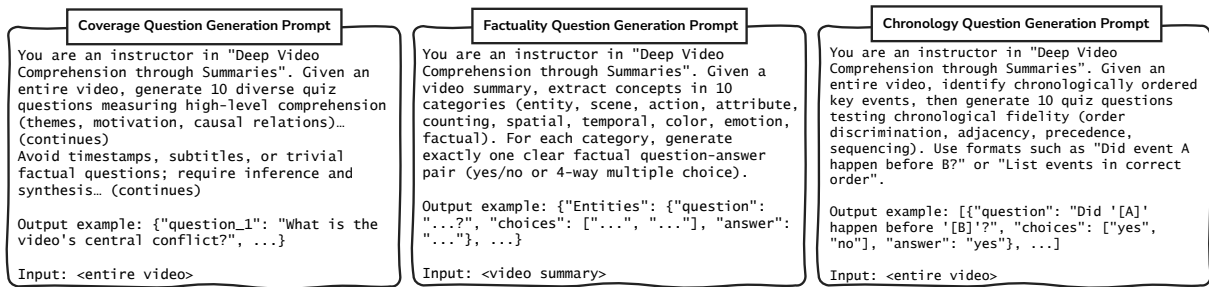 Coverage Question Generation Prompt
You are an instructor in "Deep Video
Comprehension through Summaries". Given an
entire video, generate 10 diverse quiz
questions measuring high-level comprehension
(themes, motivation, causal relations)…
(continues)
Avoid timestamps, subtitles, or trivial
factual questions; require inference and
synthesis… (continues)
Output example: {"question_1": "What is the
video's central conflict?", ...}
Input: <entire video>
Factuality Question Generation Prompt
You are an instructor in "Deep Video
Comprehension through Summaries". Given a
video summary, extract concepts in 10
categories (entity, scene, action, attribute,
counting, spatial, temporal, color, emotion,
factual). For each category, generate
exactly one clear factual question-answer
pair (yes/no or 4-way multiple choice).
Output example: {"Entities": {"question":
"...?", "choices": ["...", "..."], "answer":
"..."}, ...}
Input: <video summary>
Chronology Question Generation Prompt
You are an instructor in "Deep Video
Comprehension through Summaries". Given an
entire video, identify chronologically ordered
key events, then generate 10 quiz questions
testing chronological fidelity (order
discrimination, adjacency, precedence,
sequencing). Use formats such as "Did event A
happen before B?" or "List events in correct
order".
Output example: [{"question": "Did '[A]'
happen before '[B]'?", "choices": ["yes",
"no"], "answer": "yes"}, ...]
Input: <entire video>